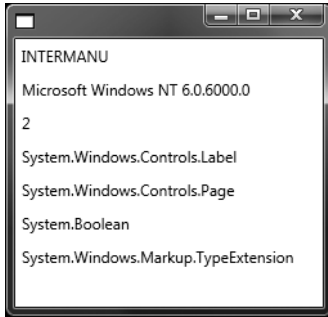 INTERMANU
Microsoft Windows NT 6.0.6000.0
2
System.Windows.Controls.Label
System.Windows.Controls.Page
System.Boolean
System.Windows.Markup.TypeExtension